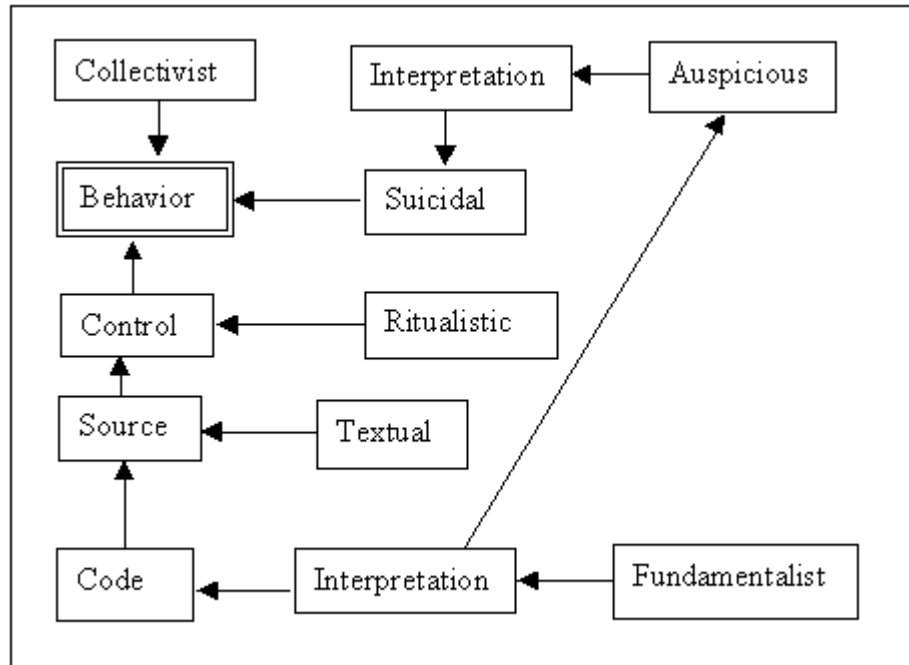 Collectivist
Interpretation
Auspicious
Behavior
Suicidal
Control
Ritualistic
Source
Textual
Code
Interpretation
Fundamentalist